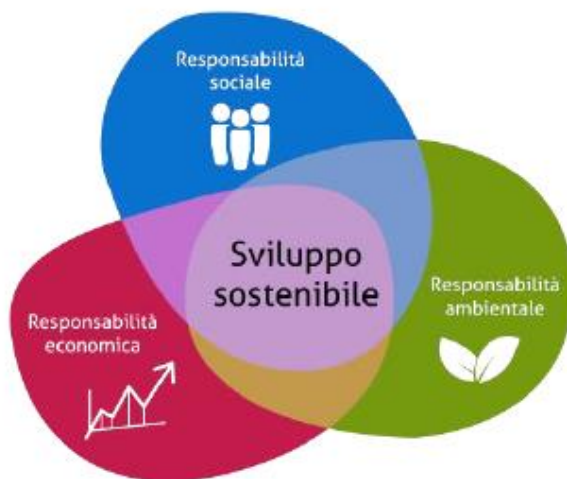 Responsabilità
sociale
Sviluppo
sostenibile
Responsabilità
ambientale
Responsabilità
economica